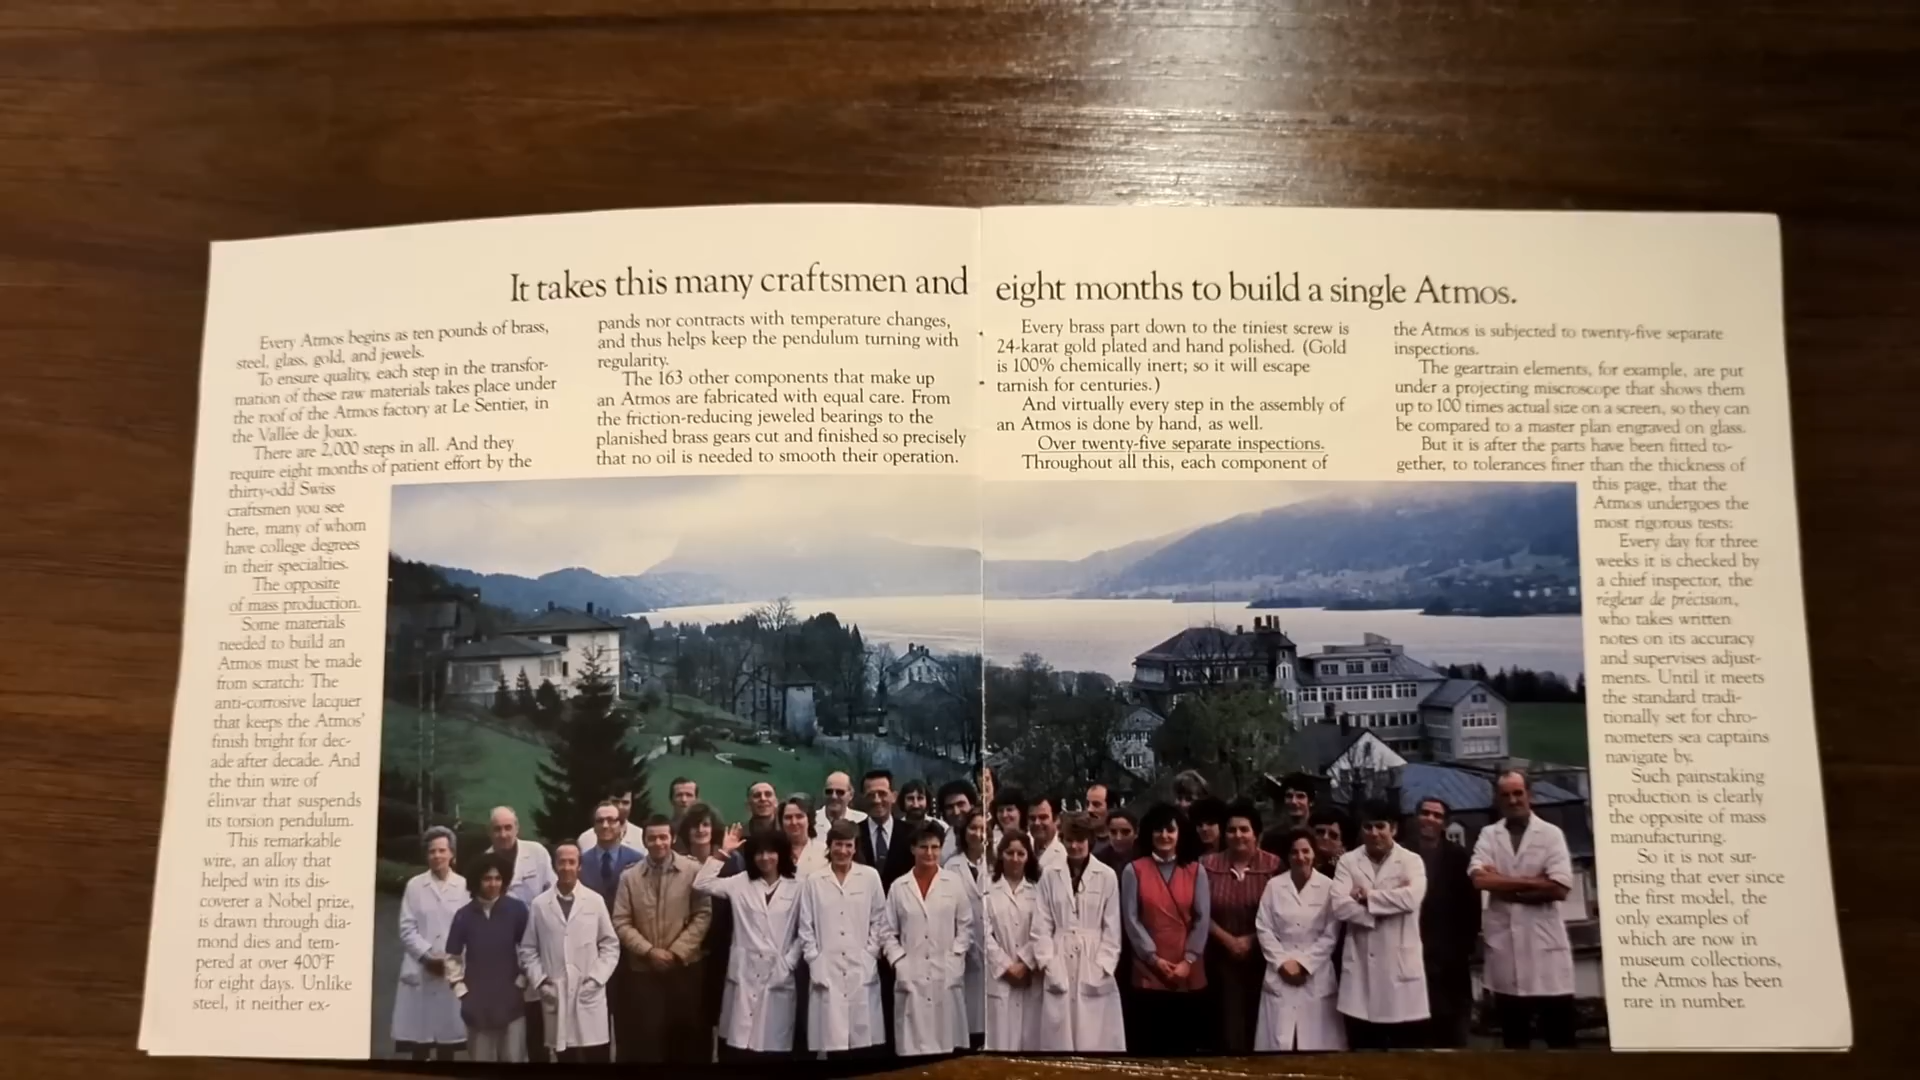 It takes this many craftsmen and eight months to build a single Atmos.
Every Atmos begins as ten pounds of brass,
steel, glass, gold, and jewels.
To ensure quality, each step in the transfor-
mation of these raw materials takes place under
the roof of the Atmos factory at Le Sentier, in
the Vallée de Joux.
There are 2,000 steps in all. And they
require eight months of patient effort by the
thirty-odd Swiss
craftsmen you see
here, many of whom
have college degrees
in their specialties.
The opposite
of mass production.
Some materials
needed to build an
Atmos must be made
from scratch: The
anti-corrosive lacquer
that keeps the Atmos'
finish bright for dec-
ade after decade. And
the thin wire of
élinvar that suspends
its torsion pendulum.
This remarkable
wire, an alloy that
helped win its dis-
coverer a Nobel prize,
is drawn through dia-
mond dies and tem-
pered at over 400°F
for eight days. Unlike
steel, it neither ex-
pands nor contracts with temperature changes,
and thus helps keep the pendulum turning with
regularity.
The 163 other components that make up
an Atmos are fabricated with equal care. From
the friction-reducing jeweled bearings to the
planished brass gears cut and finished so precisely
that no oil is needed to smooth their operation.
Every brass part down to the tiniest screw is
24-karat gold plated and hand polished. (Gold
is 100% chemically inert; so it will escape
tarnish for centuries.)
And virtually every step in the assembly of
an Atmos is done by hand, as well.
Over twenty-five separate inspections.
Throughout all this, each component of
the Atmos is subjected to twenty-five separate
inspections.
The geartrain elements, for example, are put
under a projecting miscroscope that shows them
up to 100 times actual size on a screen, so they can
be compared to a master plan engraved on glass.
But it is after the parts have been fitted to-
gether, to tolerances finer than the thickness of
this page, that the
Atmos undergoes the
most rigorous tests:
Every day for three
weeks it is checked by
a chief inspector, the
régleur de précision,
who takes written
notes on its accuracy
and supervises adjust-
ments. Until it meets
the standard tradi-
tionally set for chro-
nometers sea captains
navigate by.
Such painstaking
production is clearly
the opposite of mass
manufacturing.
So it is not sur-
prising that ever since
the first model, the
only examples of
which are now in
museum collections,
the Atmos has been
rare in number.